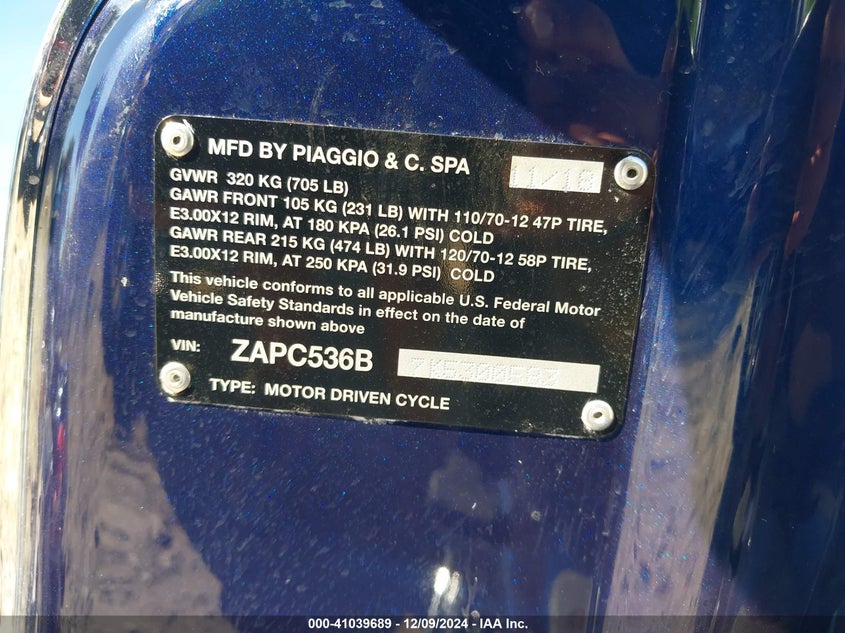 MFD BY PIAGGIO & C. SPA 11/18
GVWR 320 KG (705 LB)
GAWR FRONT 105 KG (231 LB) WITH 110/70-12 47P TIRE,
E3.00X12 RIM, AT 180 KPA (26.1 PSI) COLD
GAWR REAR 215 KG (474 LB) WITH 120/70-12 58P TIRE,
E3.00X12 RIM, AT 250 KPA (31.9 PSI) COLD
This vehicle conforms to all applicable U.S. Federal Motor
Vehicle Safety Standards in effect on the date of
manufacture shown above
VIN: ZAPC536B
TYPE: MOTOR DRIVEN CYCLE
000-41039689 - 12/09/2024 - IAA Inc.